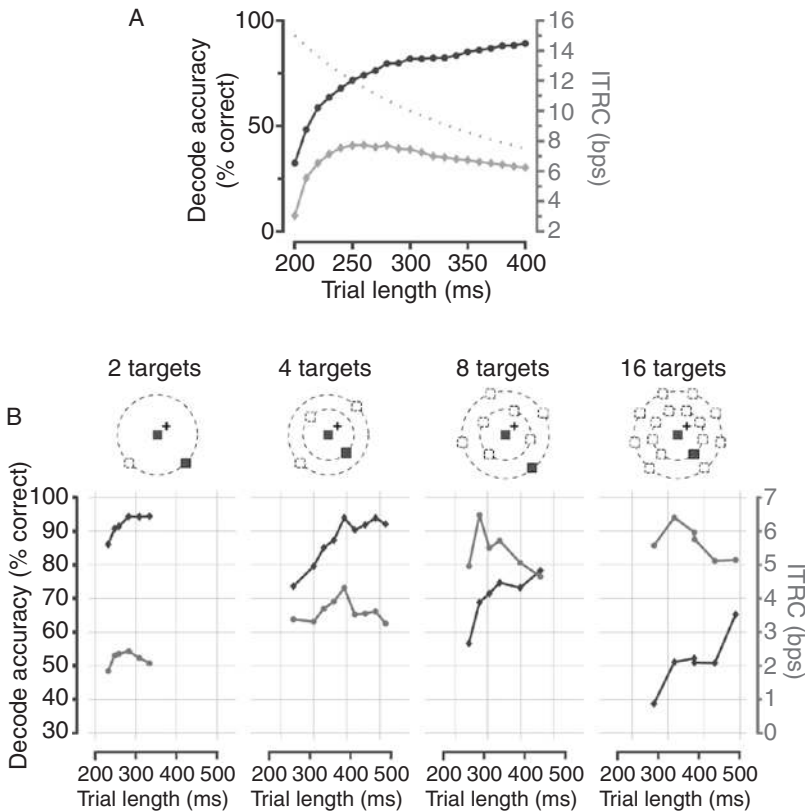 A
Decode accuracy
(% correct)
100
50
0
16
14
12
10
8
6
4
2
ITRC (bps)
200 250 300 350 400
Trial length (ms)
B
2 targets 4 targets 8 targets 16 targets
Decode accuracy (% correct)
100
90
80
70
60
50
40
30
7
6
5
4
3
2
1
0
ITRC (bps)
200 300 400 500 200 300 400 500 200 300 400 500 200 300 400 500
Trial length (ms) Trial length (ms) Trial length (ms) Trial length (ms)